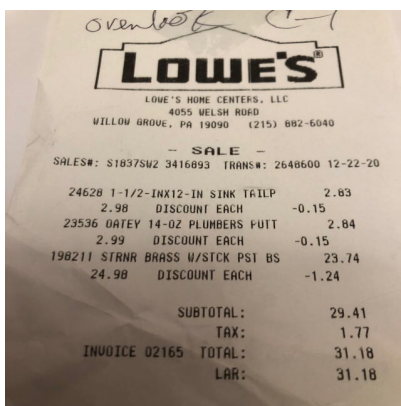 LOWE'S®
LOWE'S HOME CENTERS, LLC
4055 WELSH ROAD
WILLOW GROVE, PA 19090 (215) 882-6040
- SALE -
SALES#: S1837SW2 3416893 TRANS#: 2648600 12-22-20
24628 1-1/2-INX12-IN SINK TAILP 2.83
2.98 DISCOUNT EACH -0.15
23536 OATEY 14-OZ PLUMBERS PUTT 2.84
2.99 DISCOUNT EACH -0.15
198211 STRNR BRASS W/STCK PST BS 23.74
24.98 DISCOUNT EACH -1.24
SUBTOTAL: 29.41
TAX: 1.77
INVOICE 02165 TOTAL: 31.18
LAR: 31.18